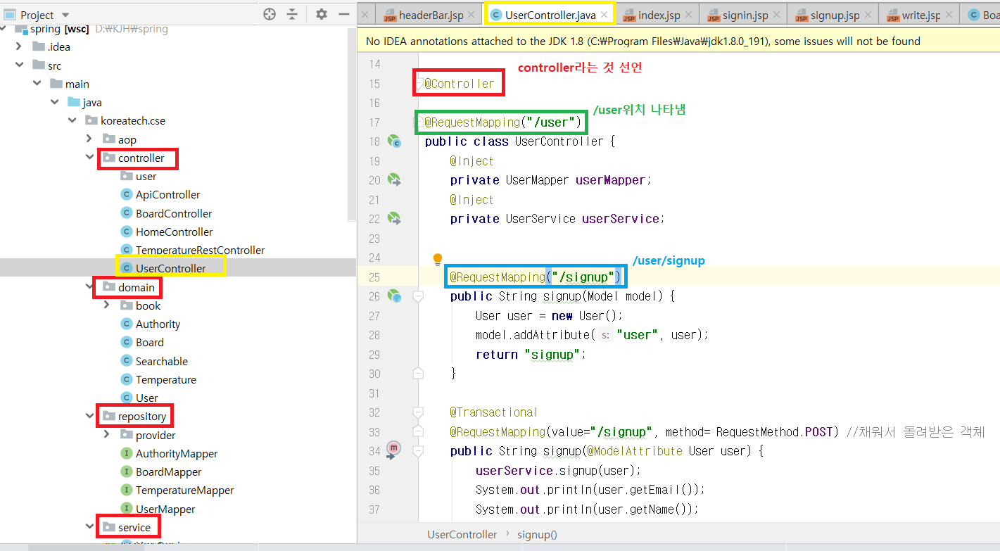 Project
headerBar.jsp
UserController.java
index.jsp
signin.jsp
signup.jsp
write.jsp
Boa
spring [wsc] D:₩KJH₩spring
.idea
src
main
java
koreatech.cse
aop
controller
user
ApiController
BoardController
HomeController
TemperatureRestController
UserController
domain
book
Authority
Board
Searchable
Temperature
User
repository
provider
AuthorityMapper
BoardMapper
TemperatureMapper
UserMapper
service
No IDEA annotations attached to the JDK 1.8 (C:₩Program Files₩Java₩jdk1.8.0_191), some issues will not be found
controller라는 것 선언
14
15 @Controller
16
/user위치 나타냄
17 @RequestMapping("/user")
18 public class UserController {
19 @Inject
20 private UserMapper userMapper;
21 @Inject
22 private UserService userService;
23
24
/user/signup
25 @RequestMapping("/signup")
26 public String signup(Model model) {
27 User user = new User();
28 model.addAttribute( s: "user", user);
29 return "signup";
30 }
31
32 @Transactional
33 @RequestMapping(value="/signup", method= RequestMethod.POST) //채워서 돌려받은 객체
34 public String signup(@ModelAttribute User user) {
35 userService.signup(user);
36 System.out.println(user.getEmail());
37 System.out.println(user.getName());
UserController › signup()